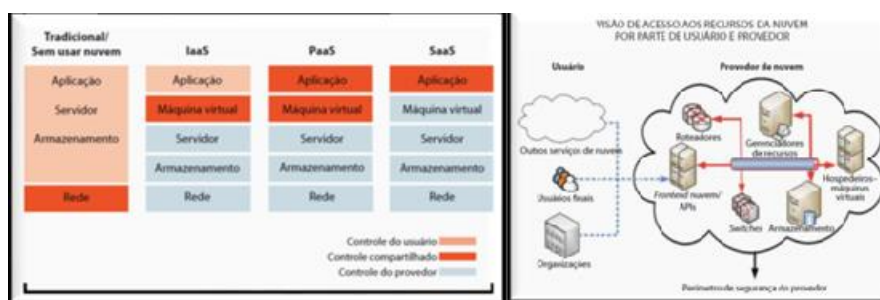 Tradicional/
Sem usar nuvem
IaaS
PaaS
SaaS
Aplicação
Aplicação
Aplicação
Aplicação
Servidor
Máquina virtual
Máquina virtual
Máquina virtual
Armazenamento
Servidor
Servidor
Servidor
Armazenamento
Armazenamento
Armazenamento
Rede
Rede
Rede
Rede
Controle do usuário
Controle compartilhado
Controle do provedor
VISÃO DE ACESSO AOS RECURSOS DA NUVEM
POR PARTE DE USUÁRIO E PROVEDOR
Usuário
Provedor de nuvem
Outros serviços de nuvem
Usuários finais
Organizações
Roteadores
Gerenciadores
de recursos
Frontend nuvem/
APIs
Hospedeiros-
máquinas
virtuais
Switches
Armazenamento
Perímetro de segurança do provedor